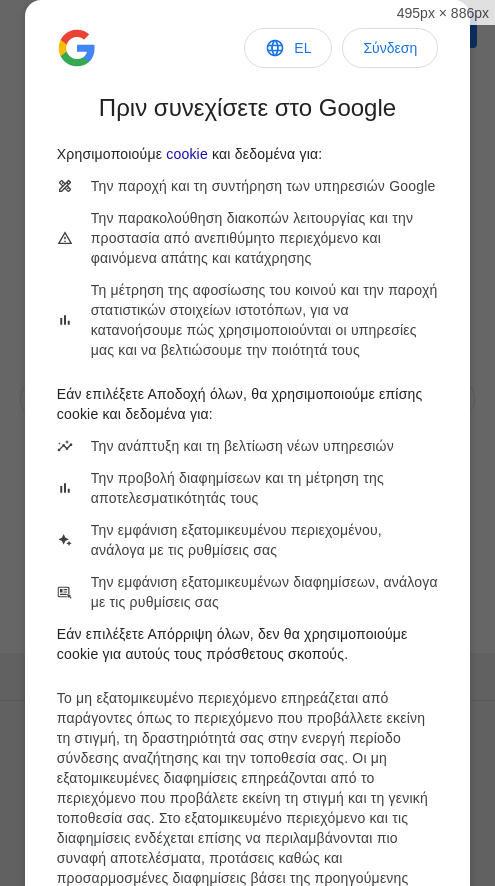 495px × 886px
EL
Σύνδεση
Πριν συνεχίσετε στο Google
Χρησιμοποιούμε cookie και δεδομένα για:
Την παροχή και τη συντήρηση των υπηρεσιών Google
Την παρακολούθηση διακοπών λειτουργίας και την
προστασία από ανεπιθύμητο περιεχόμενο και
φαινόμενα απάτης και κατάχρησης
Τη μέτρηση της αφοσίωσης του κοινού και την παροχή
στατιστικών στοιχείων ιστοτόπων, για να
κατανοήσουμε πώς χρησιμοποιούνται οι υπηρεσίες
μας και να βελτιώσουμε την ποιότητά τους
Εάν επιλέξετε Αποδοχή όλων, θα χρησιμοποιούμε επίσης
cookie και δεδομένα για:
Την ανάπτυξη και τη βελτίωση νέων υπηρεσιών
Την προβολή διαφημίσεων και τη μέτρηση της
αποτελεσματικότητάς τους
Την εμφάνιση εξατομικευμένου περιεχομένου,
ανάλογα με τις ρυθμίσεις σας
Την εμφάνιση εξατομικευμένων διαφημίσεων, ανάλογα
με τις ρυθμίσεις σας
Εάν επιλέξετε Απόρριψη όλων, δεν θα χρησιμοποιούμε
cookie για αυτούς τους πρόσθετους σκοπούς.
Το μη εξατομικευμένο περιεχόμενο επηρεάζεται από
παράγοντες όπως το περιεχόμενο που προβάλλετε εκείνη
τη στιγμή, τη δραστηριότητά σας στην ενεργή περίοδο
σύνδεσης αναζήτησης και την τοποθεσία σας. Οι μη
εξατομικευμένες διαφημίσεις επηρεάζονται από το
περιεχόμενο που προβάλετε εκείνη τη στιγμή και τη γενική
τοποθεσία σας. Στο εξατομικευμένο περιεχόμενο και τις
διαφημίσεις ενδέχεται επίσης να περιλαμβάνονται πιο
συναφή αποτελέσματα, προτάσεις καθώς και
προσαρμοσμένες διαφημίσεις βάσει της προηγούμενης